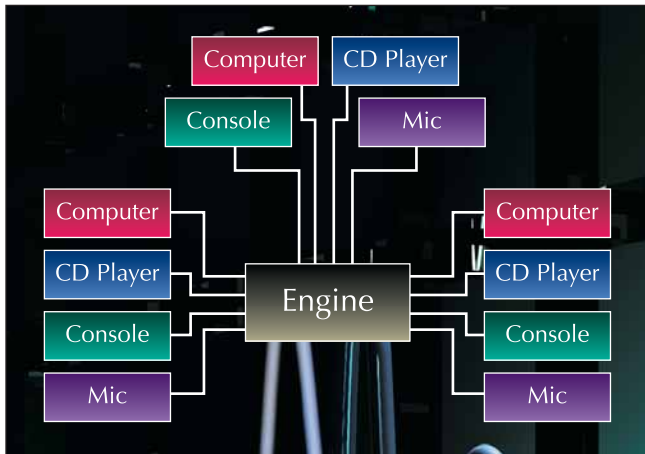 Computer
CD Player
Console
Mic
Computer
Computer
CD Player
CD Player
Engine
Console
Console
Mic
Mic